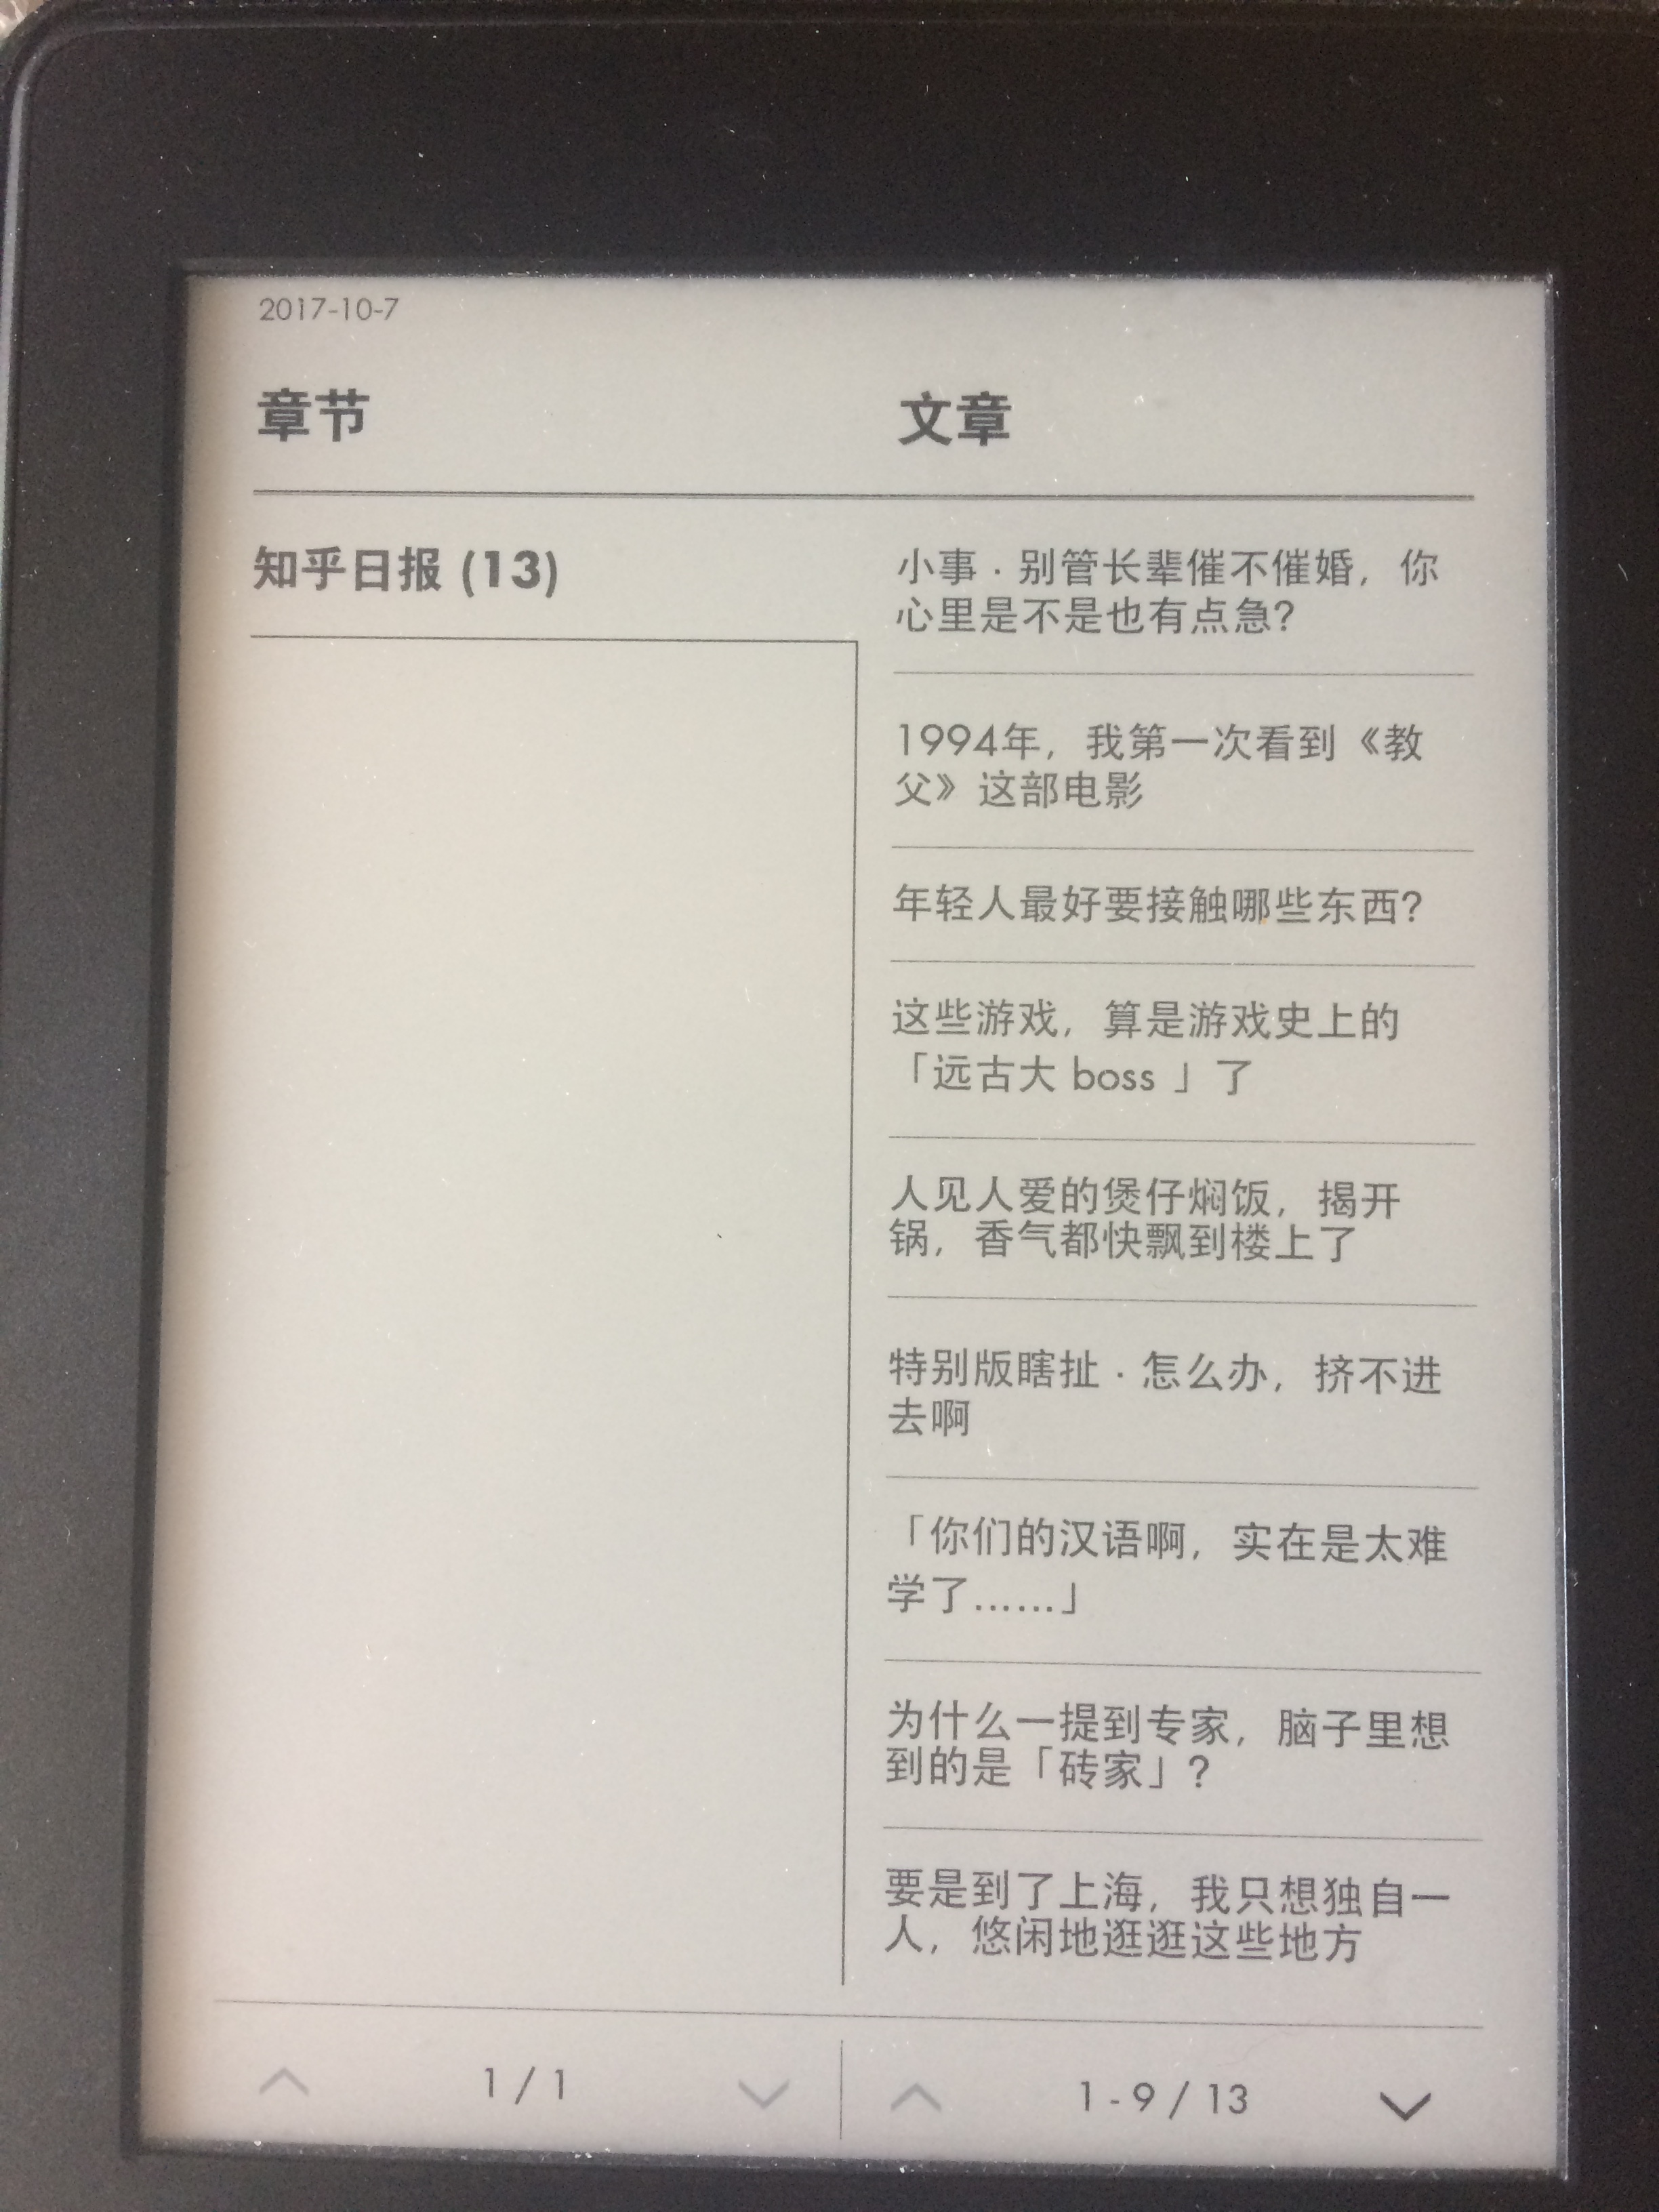 2017-10-7
章节
文章
知乎日报 (13)
小事 · 别管长辈催不催婚，你
心里是不是也有点急？
1994年，我第一次看到《教
父》这部电影
年轻人最好要接触哪些东西？
这些游戏，算是游戏史上的
「远古大 boss 」了
人见人爱的煲仔焖饭，揭开
锅，香气都快飘到楼上了
特别版瞎扯 · 怎么办，挤不进
去啊
「你们的汉语啊，实在是太难
学了……」
为什么一提到专家，脑子里想
到的是「砖家」?
要是到了上海，我只想独自一
人，悠闲地逛逛这些地方
1 / 1
1 - 9 / 13